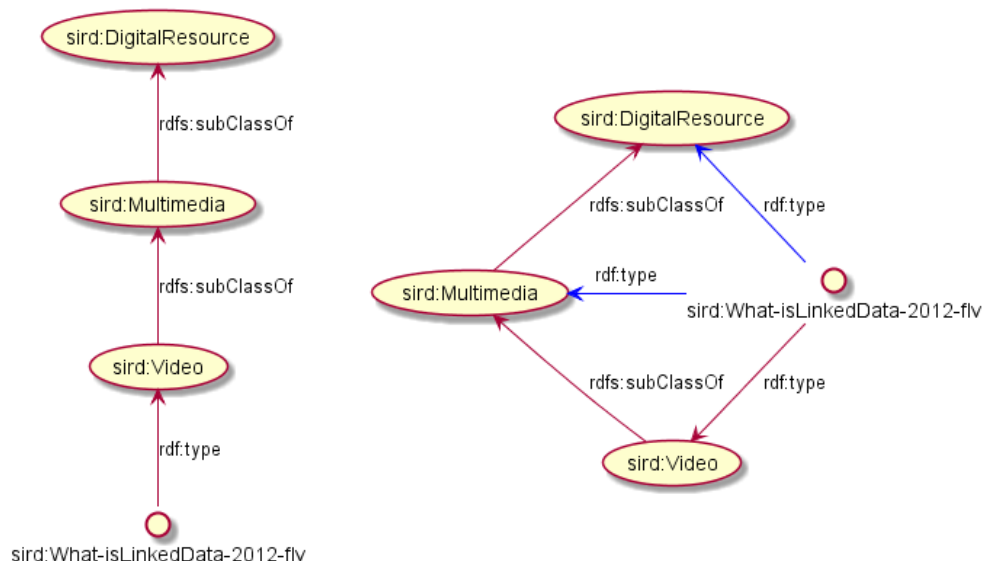 sird:DigitalResource
rdfs:subClassOf
sird:Multimedia
rdfs:subClassOf
sird:Video
rdf:type
sird:What-isLinkedData-2012-flv
sird:DigitalResource
rdfs:subClassOf
rdf:type
rdf:type
sird:Multimedia
sird:What-isLinkedData-2012-flv
rdfs:subClassOf
rdf:type
sird:Video